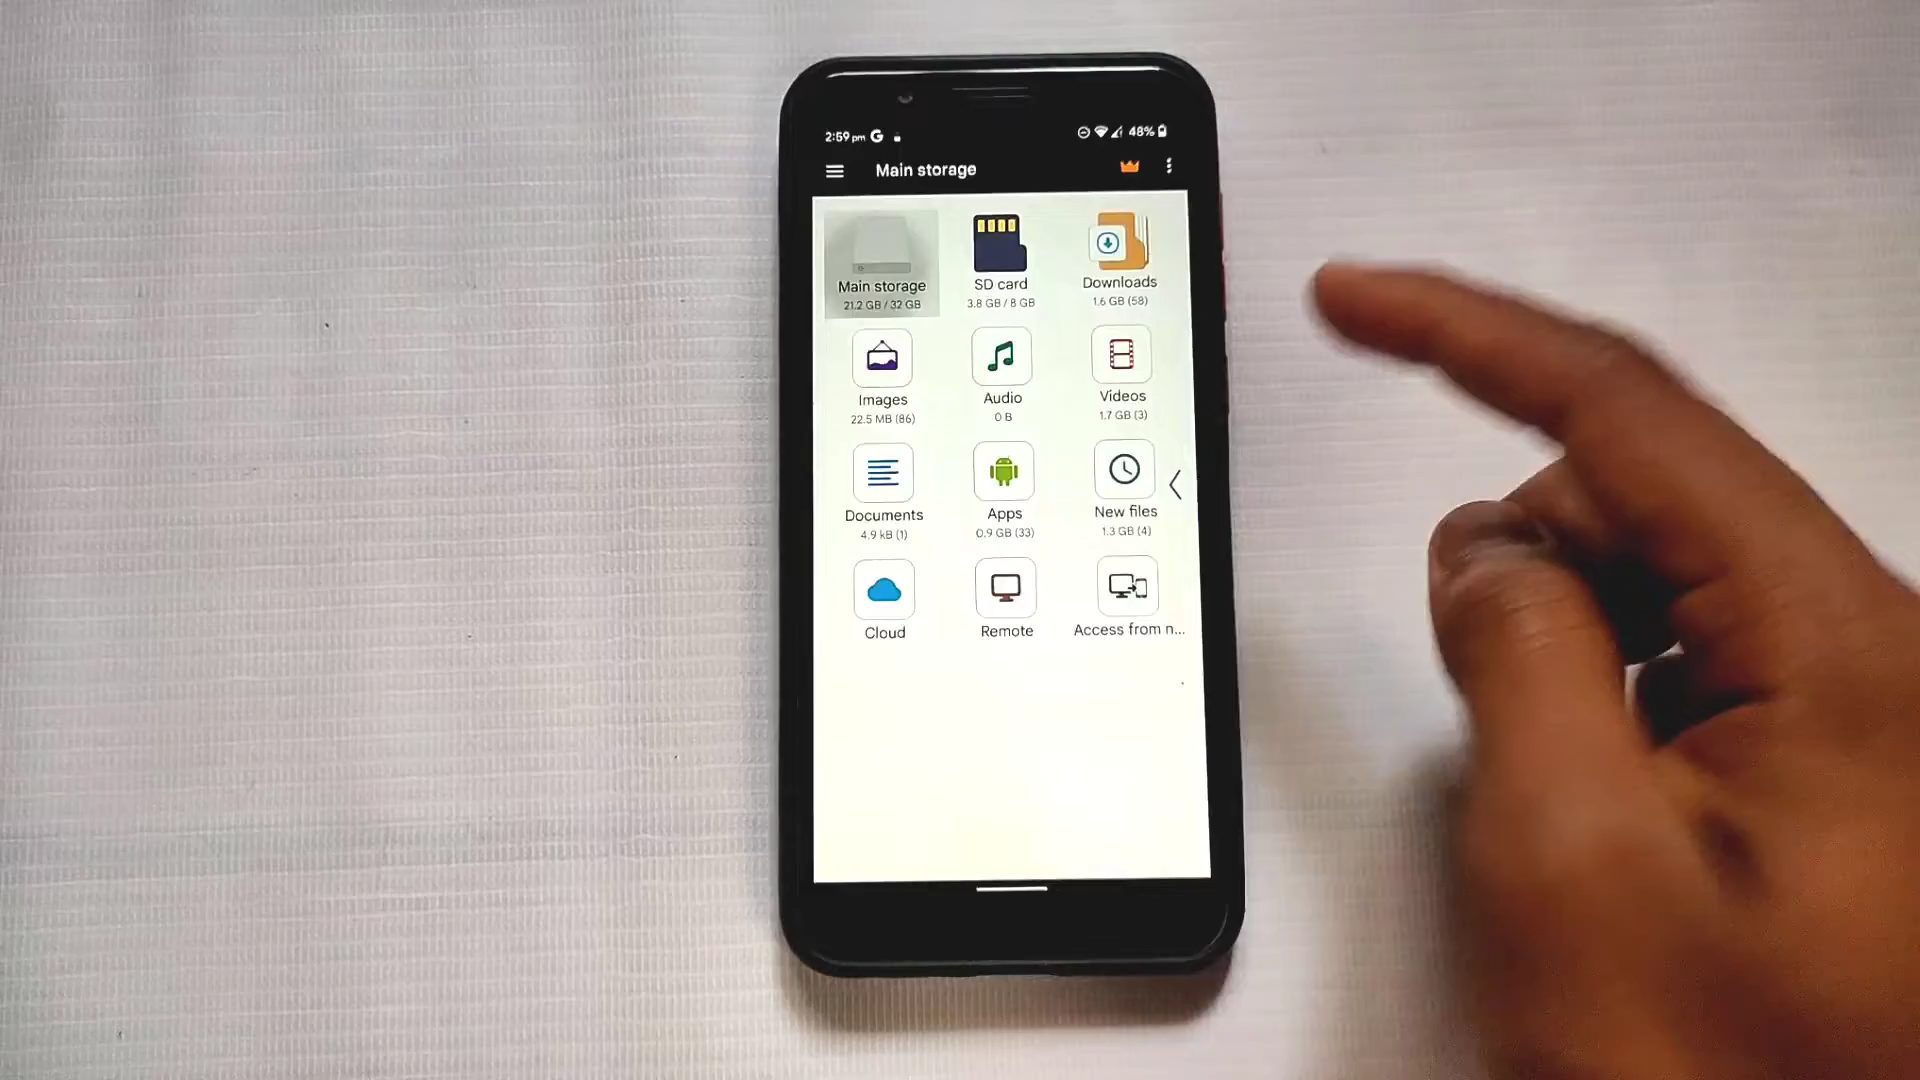 2:59 pm G 48%
Main storage
Main storage SD card Downloads
21.2 GB / 32 GB 3.8 GB / 8 GB 1.6 GB (58)
Images Audio Videos
22.5 MB (86) 0 B 1.7 GB (3)
Documents Apps New files
4.9 kB (1) 0.9 GB (33) 1.3 GB (4)
Cloud Remote Access from n...